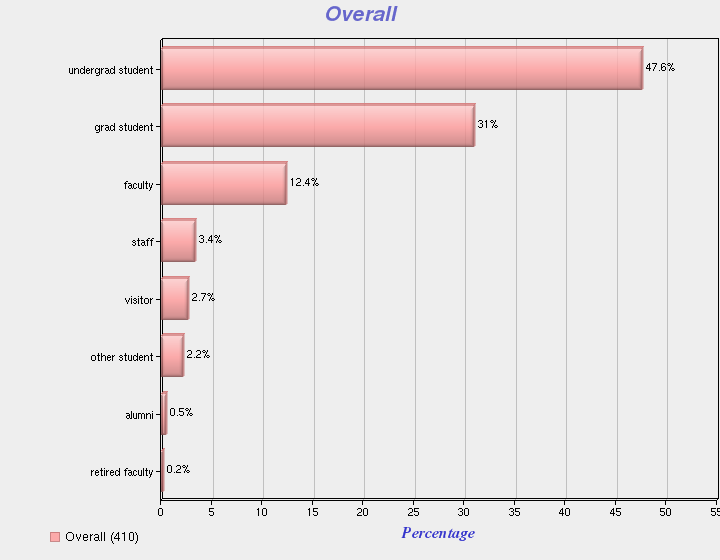 Overall
undergrad student 47.6%
grad student 31%
faculty 12.4%
staff 3.4%
visitor 2.7%
other student 2.2%
alumni 0.5%
retired faculty 0.2%
0 5 10 15 20 25 30 35 40 45 50 55
Percentage
Overall (410)